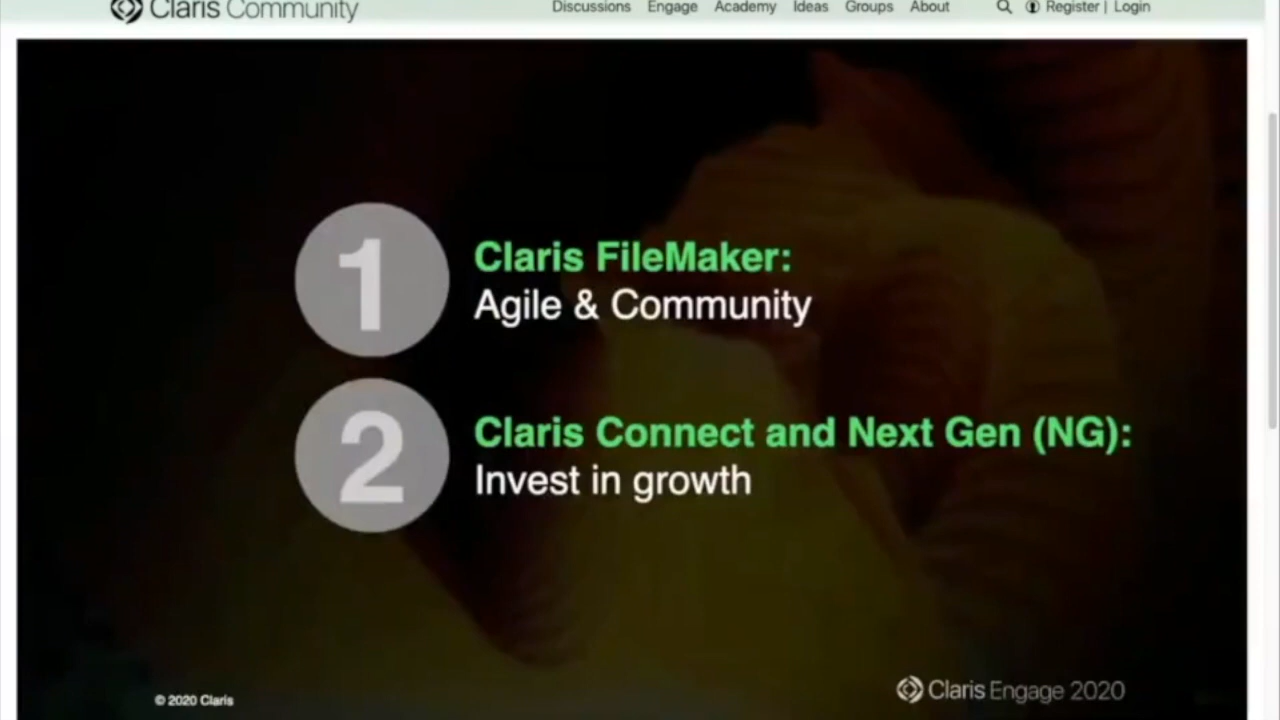 Claris Community
Discussions Engage Academy Ideas Groups About Register | Login
1
Claris FileMaker:
Agile & Community
2
Claris Connect and Next Gen (NG):
Invest in growth
© 2020 Claris
Claris Engage 2020